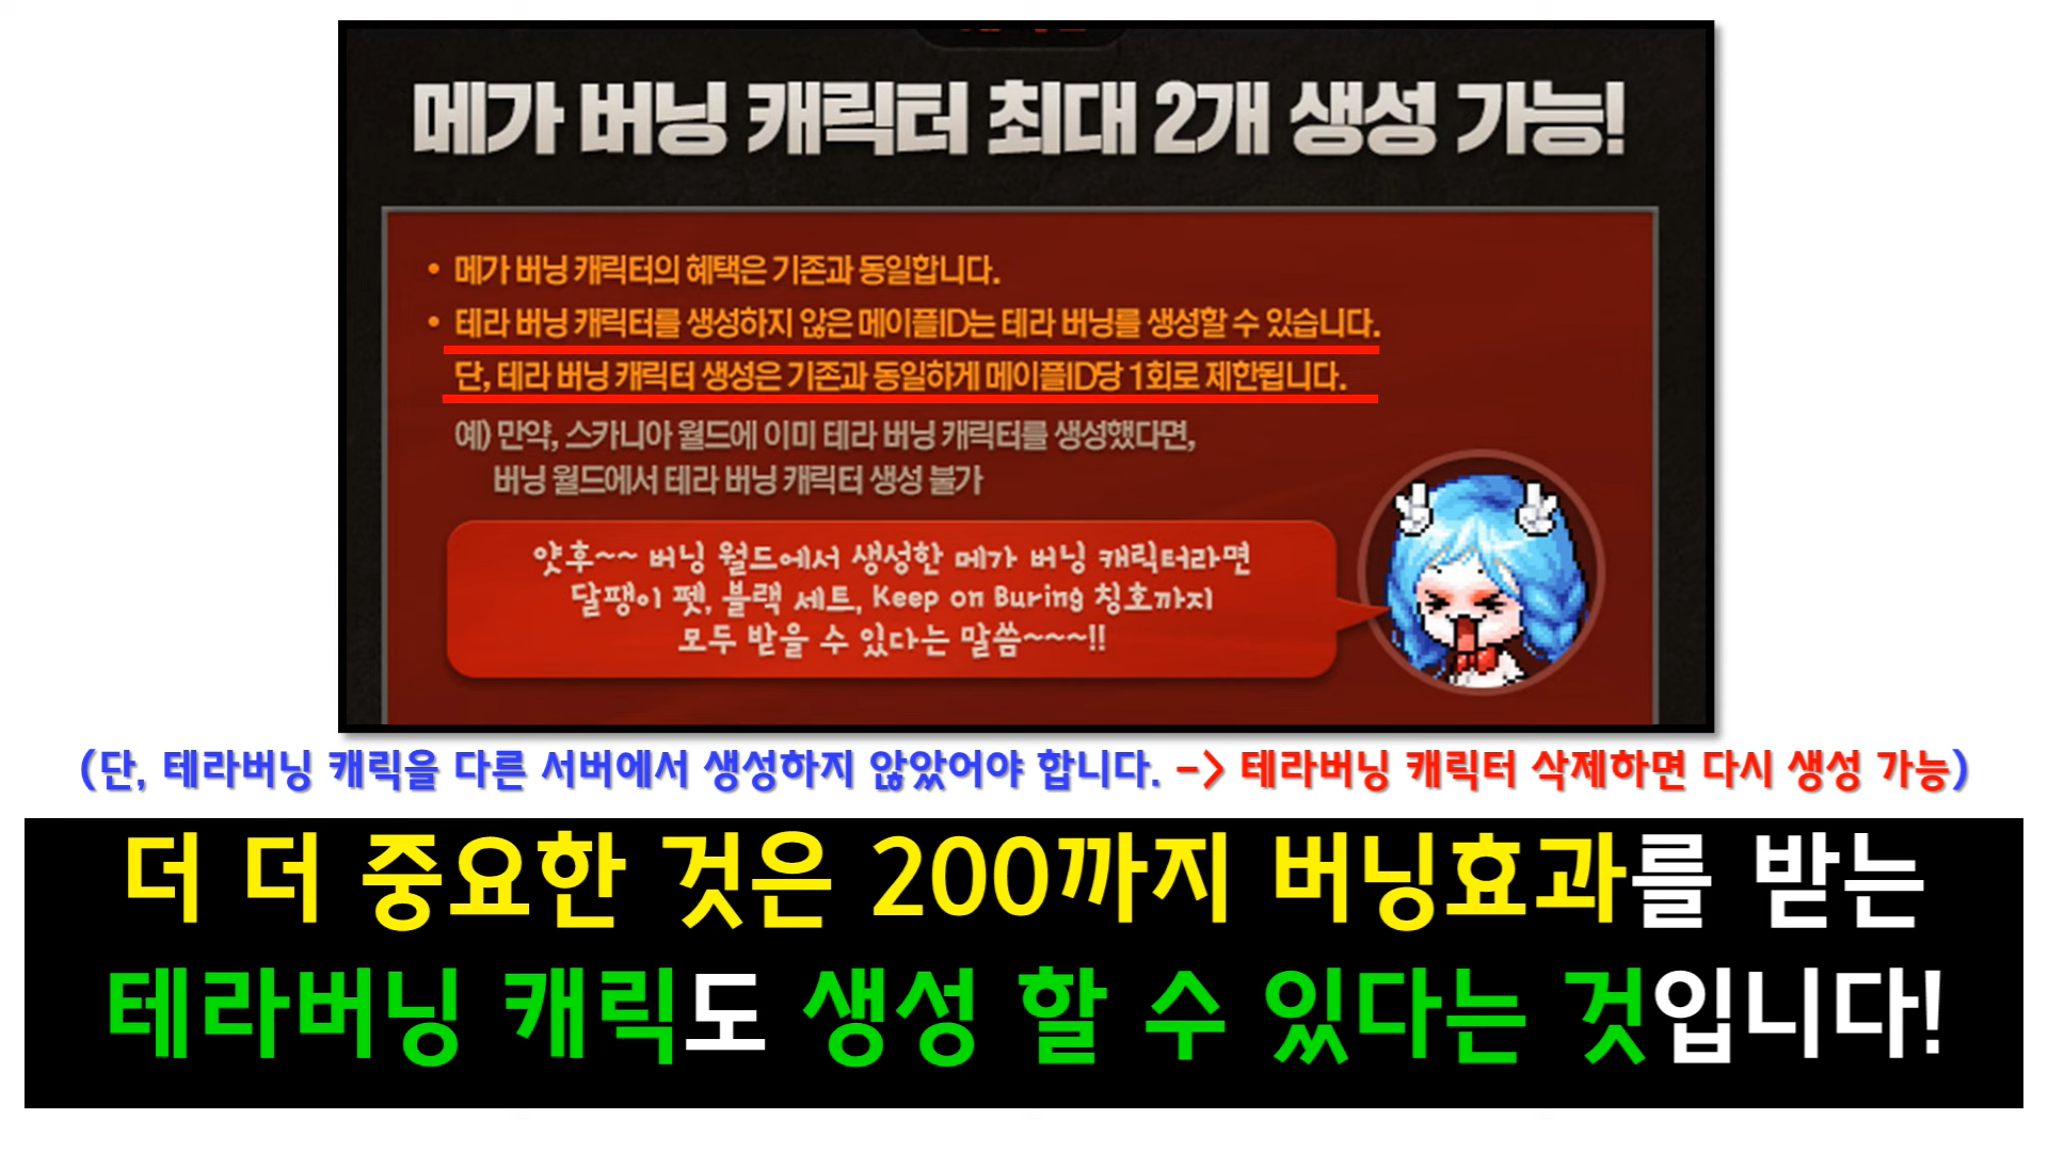 메가 버닝 캐릭터 최대 2개 생성 가능!
• 메가 버닝 캐릭터의 혜택은 기존과 동일합니다.
• 테라 버닝 캐릭터를 생성하지 않은 메이플ID는 테라 버닝를 생성할 수 있습니다.
단, 테라 버닝 캐릭터 생성은 기존과 동일하게 메이플ID당 1회로 제한됩니다.
예) 만약, 스카니아 월드에 이미 테라 버닝 캐릭터를 생성했다면,
버닝 월드에서 테라 버닝 캐릭터 생성 불가
얏후~~ 버닝 월드에서 생성한 메가 버닝 캐릭터라면
달팽이 펫, 블랙 세트, Keep on Buring 칭호까지
모두 받을 수 있다는 말씀~~~!!
(단, 테라버닝 캐릭을 다른 서버에서 생성하지 않았어야 합니다. -> 테라버닝 캐릭터 삭제하면 다시 생성 가능)
더 더 중요한 것은 200까지 버닝효과를 받는
테라버닝 캐릭도 생성 할 수 있다는 것입니다!